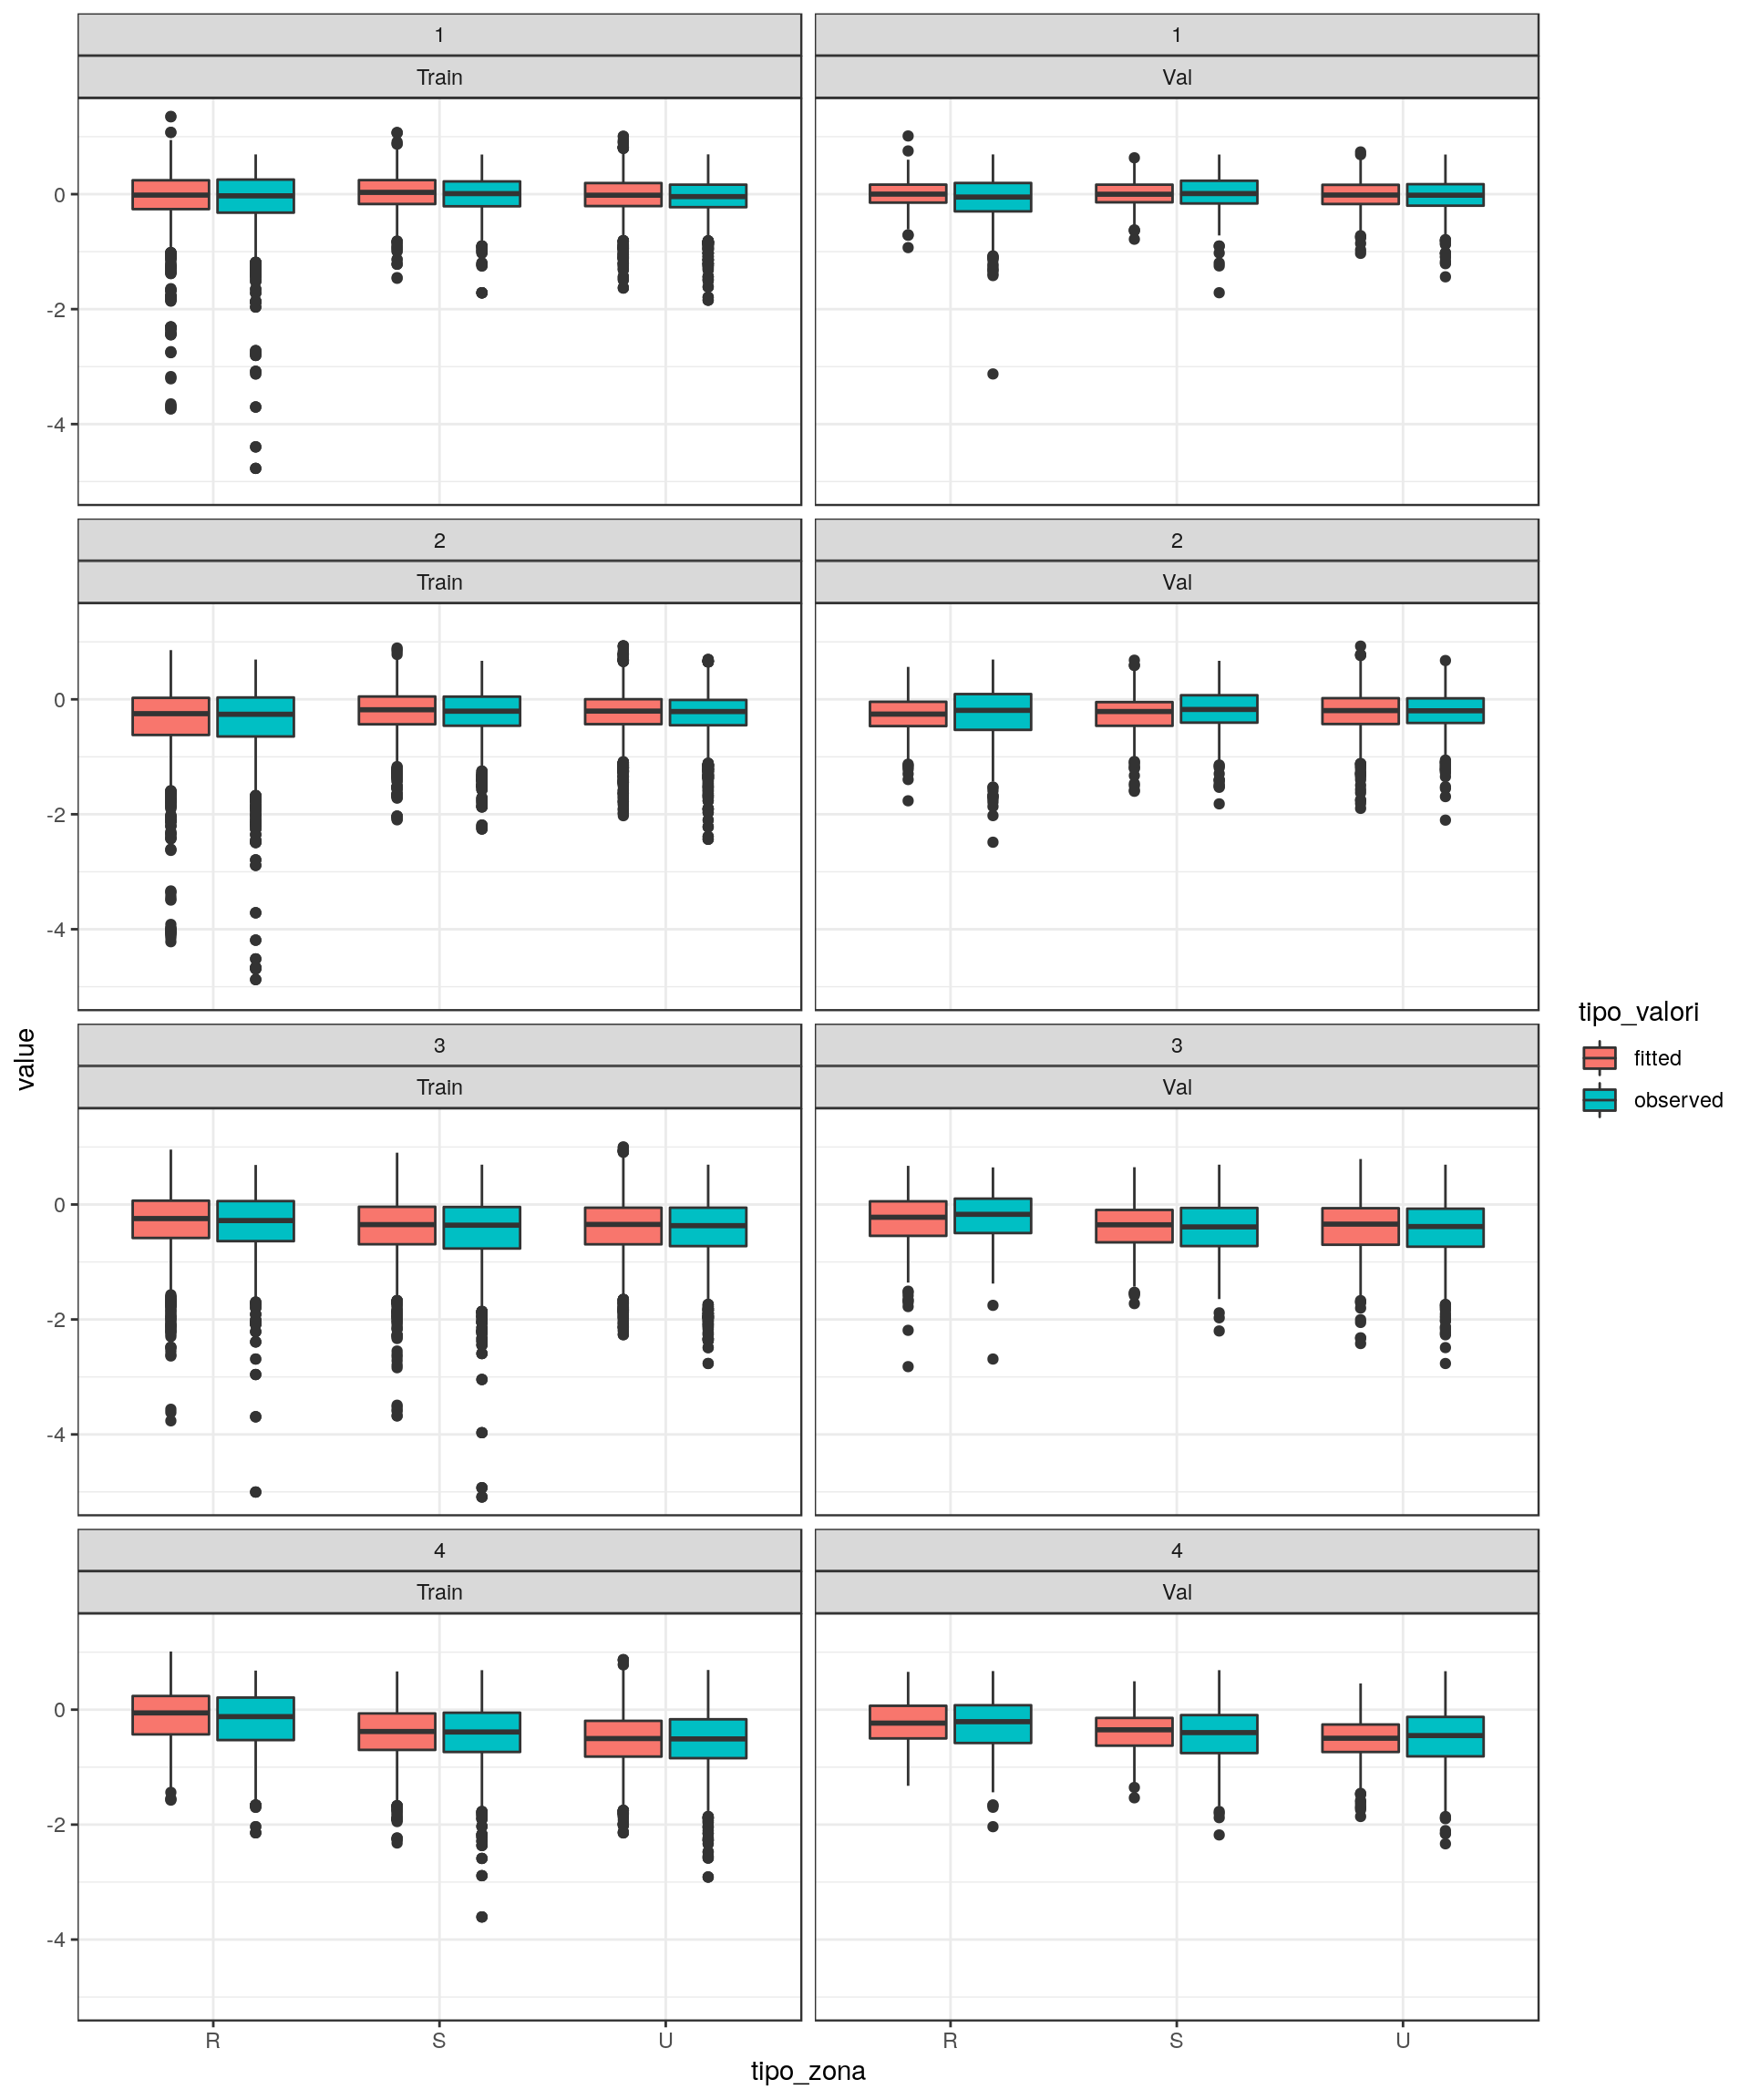 1
1
Train
Val
0
-2
-4
2
2
Train
Val
0
-2
-4
3
3
Train
Val
0
-2
-4
4
4
Train
Val
0
-2
-4
R
S
U
R
S
U
tipo_zona
value
tipo_valori
fitted
observed